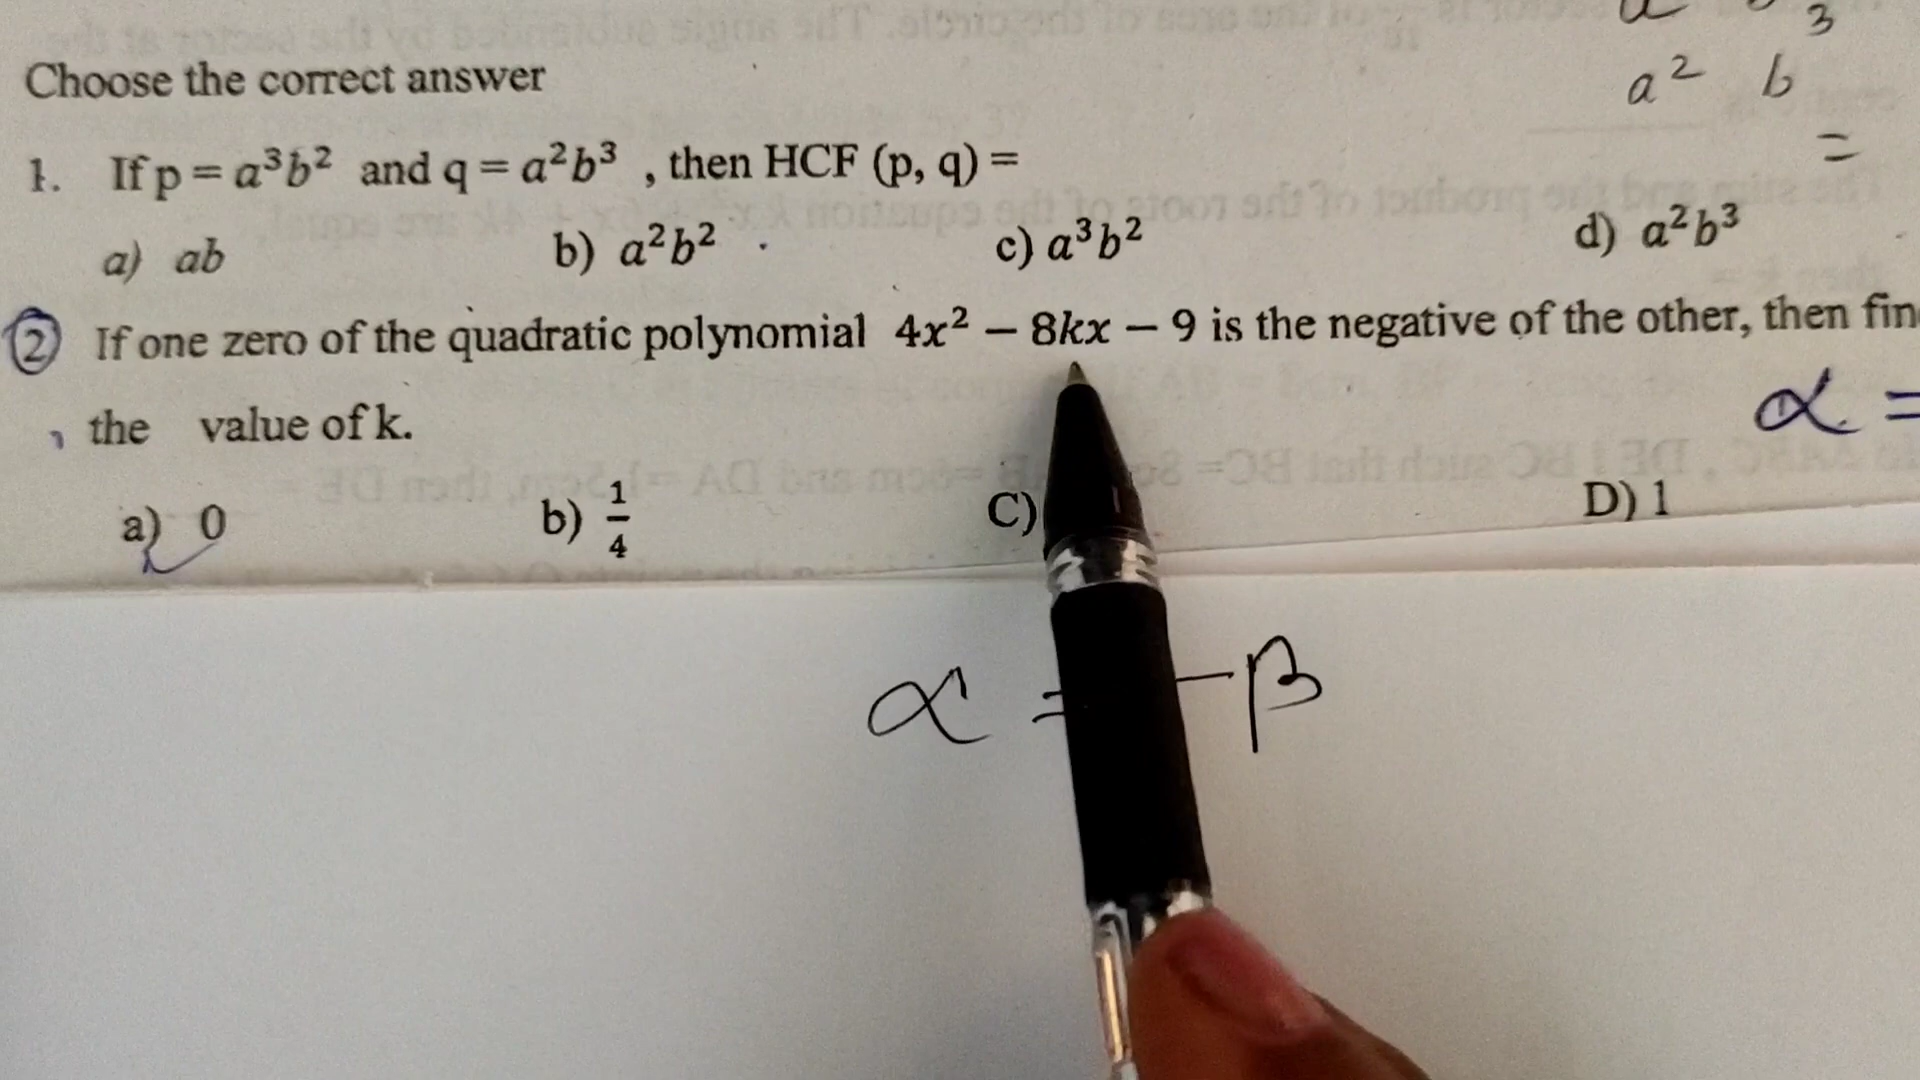 3
a² b
=
Choose the correct answer
1. If p = a³b² and q = a²b³ , then HCF (p, q) =
a) ab b) a²b² c) a³b² d) a²b³
2 If one zero of the quadratic polynomial 4x² – 8kx – 9 is the negative of the other, then fin
the value of k.
α =
a) 0 b) 1/4 C) D) 1
α = –β